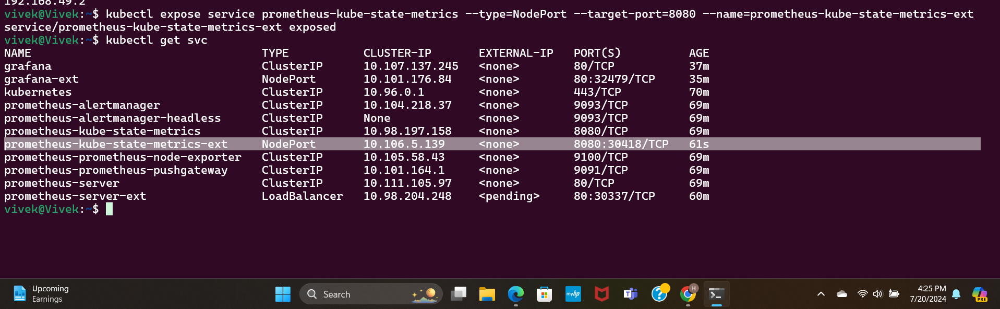 192.168.49.2
vivek@Vivek:~$ kubectl expose service prometheus-kube-state-metrics --type=NodePort --target-port=8080 --name=prometheus-kube-state-metrics-ext
service/prometheus-kube-state-metrics-ext exposed
vivek@Vivek:~$ kubectl get svc
NAME TYPE CLUSTER-IP EXTERNAL-IP PORT(S) AGE
grafana ClusterIP 10.107.137.245 <none> 80/TCP 37m
grafana-ext NodePort 10.101.176.84 <none> 80:32479/TCP 35m
kubernetes ClusterIP 10.96.0.1 <none> 443/TCP 70m
prometheus-alertmanager ClusterIP 10.104.218.37 <none> 9093/TCP 69m
prometheus-alertmanager-headless ClusterIP None <none> 9093/TCP 69m
prometheus-kube-state-metrics ClusterIP 10.98.197.158 <none> 8080/TCP 69m
prometheus-kube-state-metrics-ext NodePort 10.106.5.139 <none> 8080:30418/TCP 61s
prometheus-prometheus-node-exporter ClusterIP 10.105.58.43 <none> 9100/TCP 69m
prometheus-prometheus-pushgateway ClusterIP 10.101.164.1 <none> 9091/TCP 69m
prometheus-server ClusterIP 10.111.105.97 <none> 80/TCP 69m
prometheus-server-ext LoadBalancer 10.98.204.248 <pending> 80:30337/TCP 60m
vivek@Vivek:~$
Upcoming
Earnings
Search
myhp
T
?
H
4:25 PM
7/20/2024
PRE